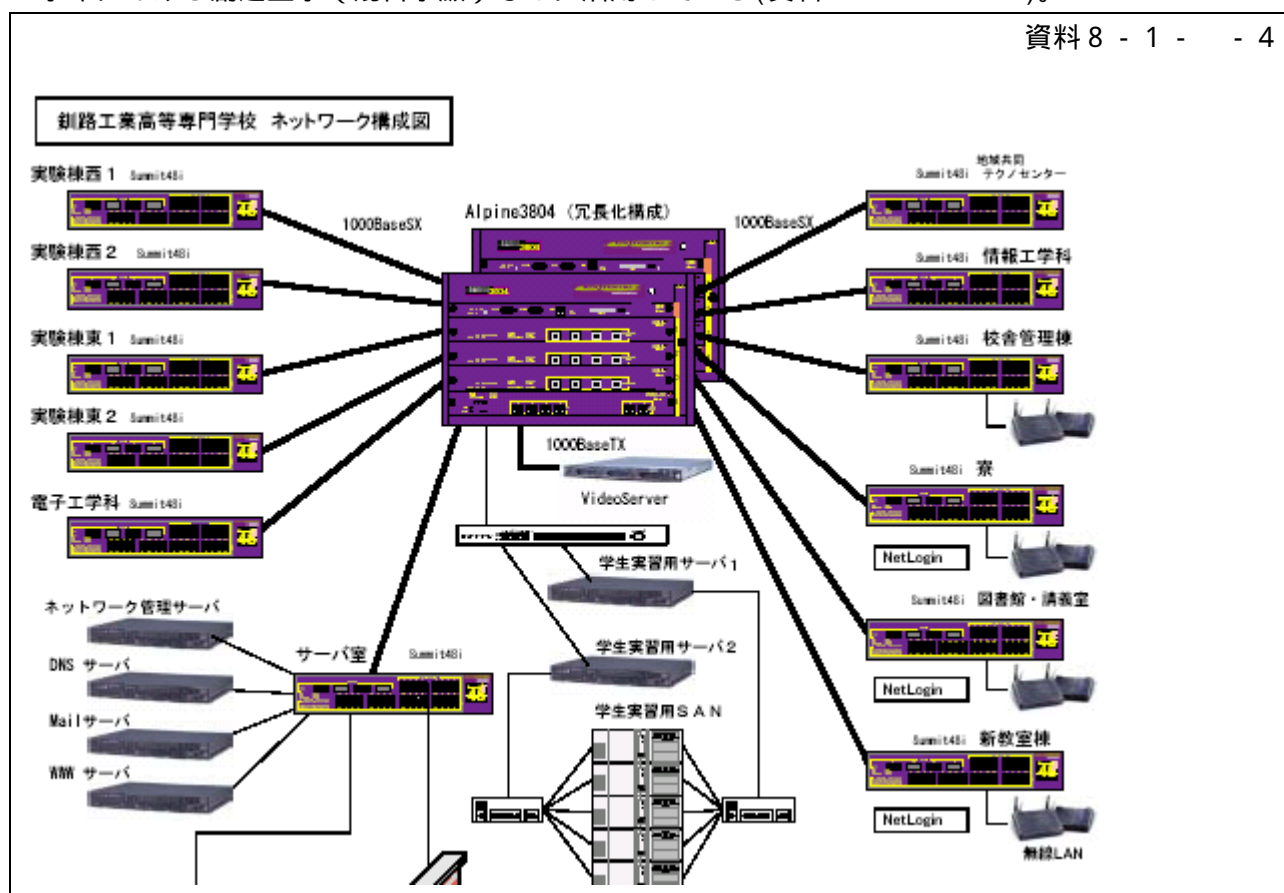 資料8-1- -4
釧路工業高等専門学校 ネットワーク構成図
実験棟西1 Summit48i
1000BaseSX
Alpine3804 (冗長化構成)
1000BaseSX
Summit48i 地域共同テクノセンター
実験棟西2 Summit48i
Summit48i 情報工学科
実験棟東1 Summit48i
Summit48i 校舎管理棟
実験棟東2 Summit48i
1000BaseTX
VideoServer
Summit48i 寮
電子工学科 Summit48i
NetLogin
学生実習用サーバ1
ネットワーク管理サーバ
Summit48i 図書館・講義室
サーバ室 Summit48i
学生実習用サーバ2
DNS サーバ
NetLogin
Mailサーバ
学生実習用SAN
Summit48i 新教室棟
WWW サーバ
NetLogin
無線LAN